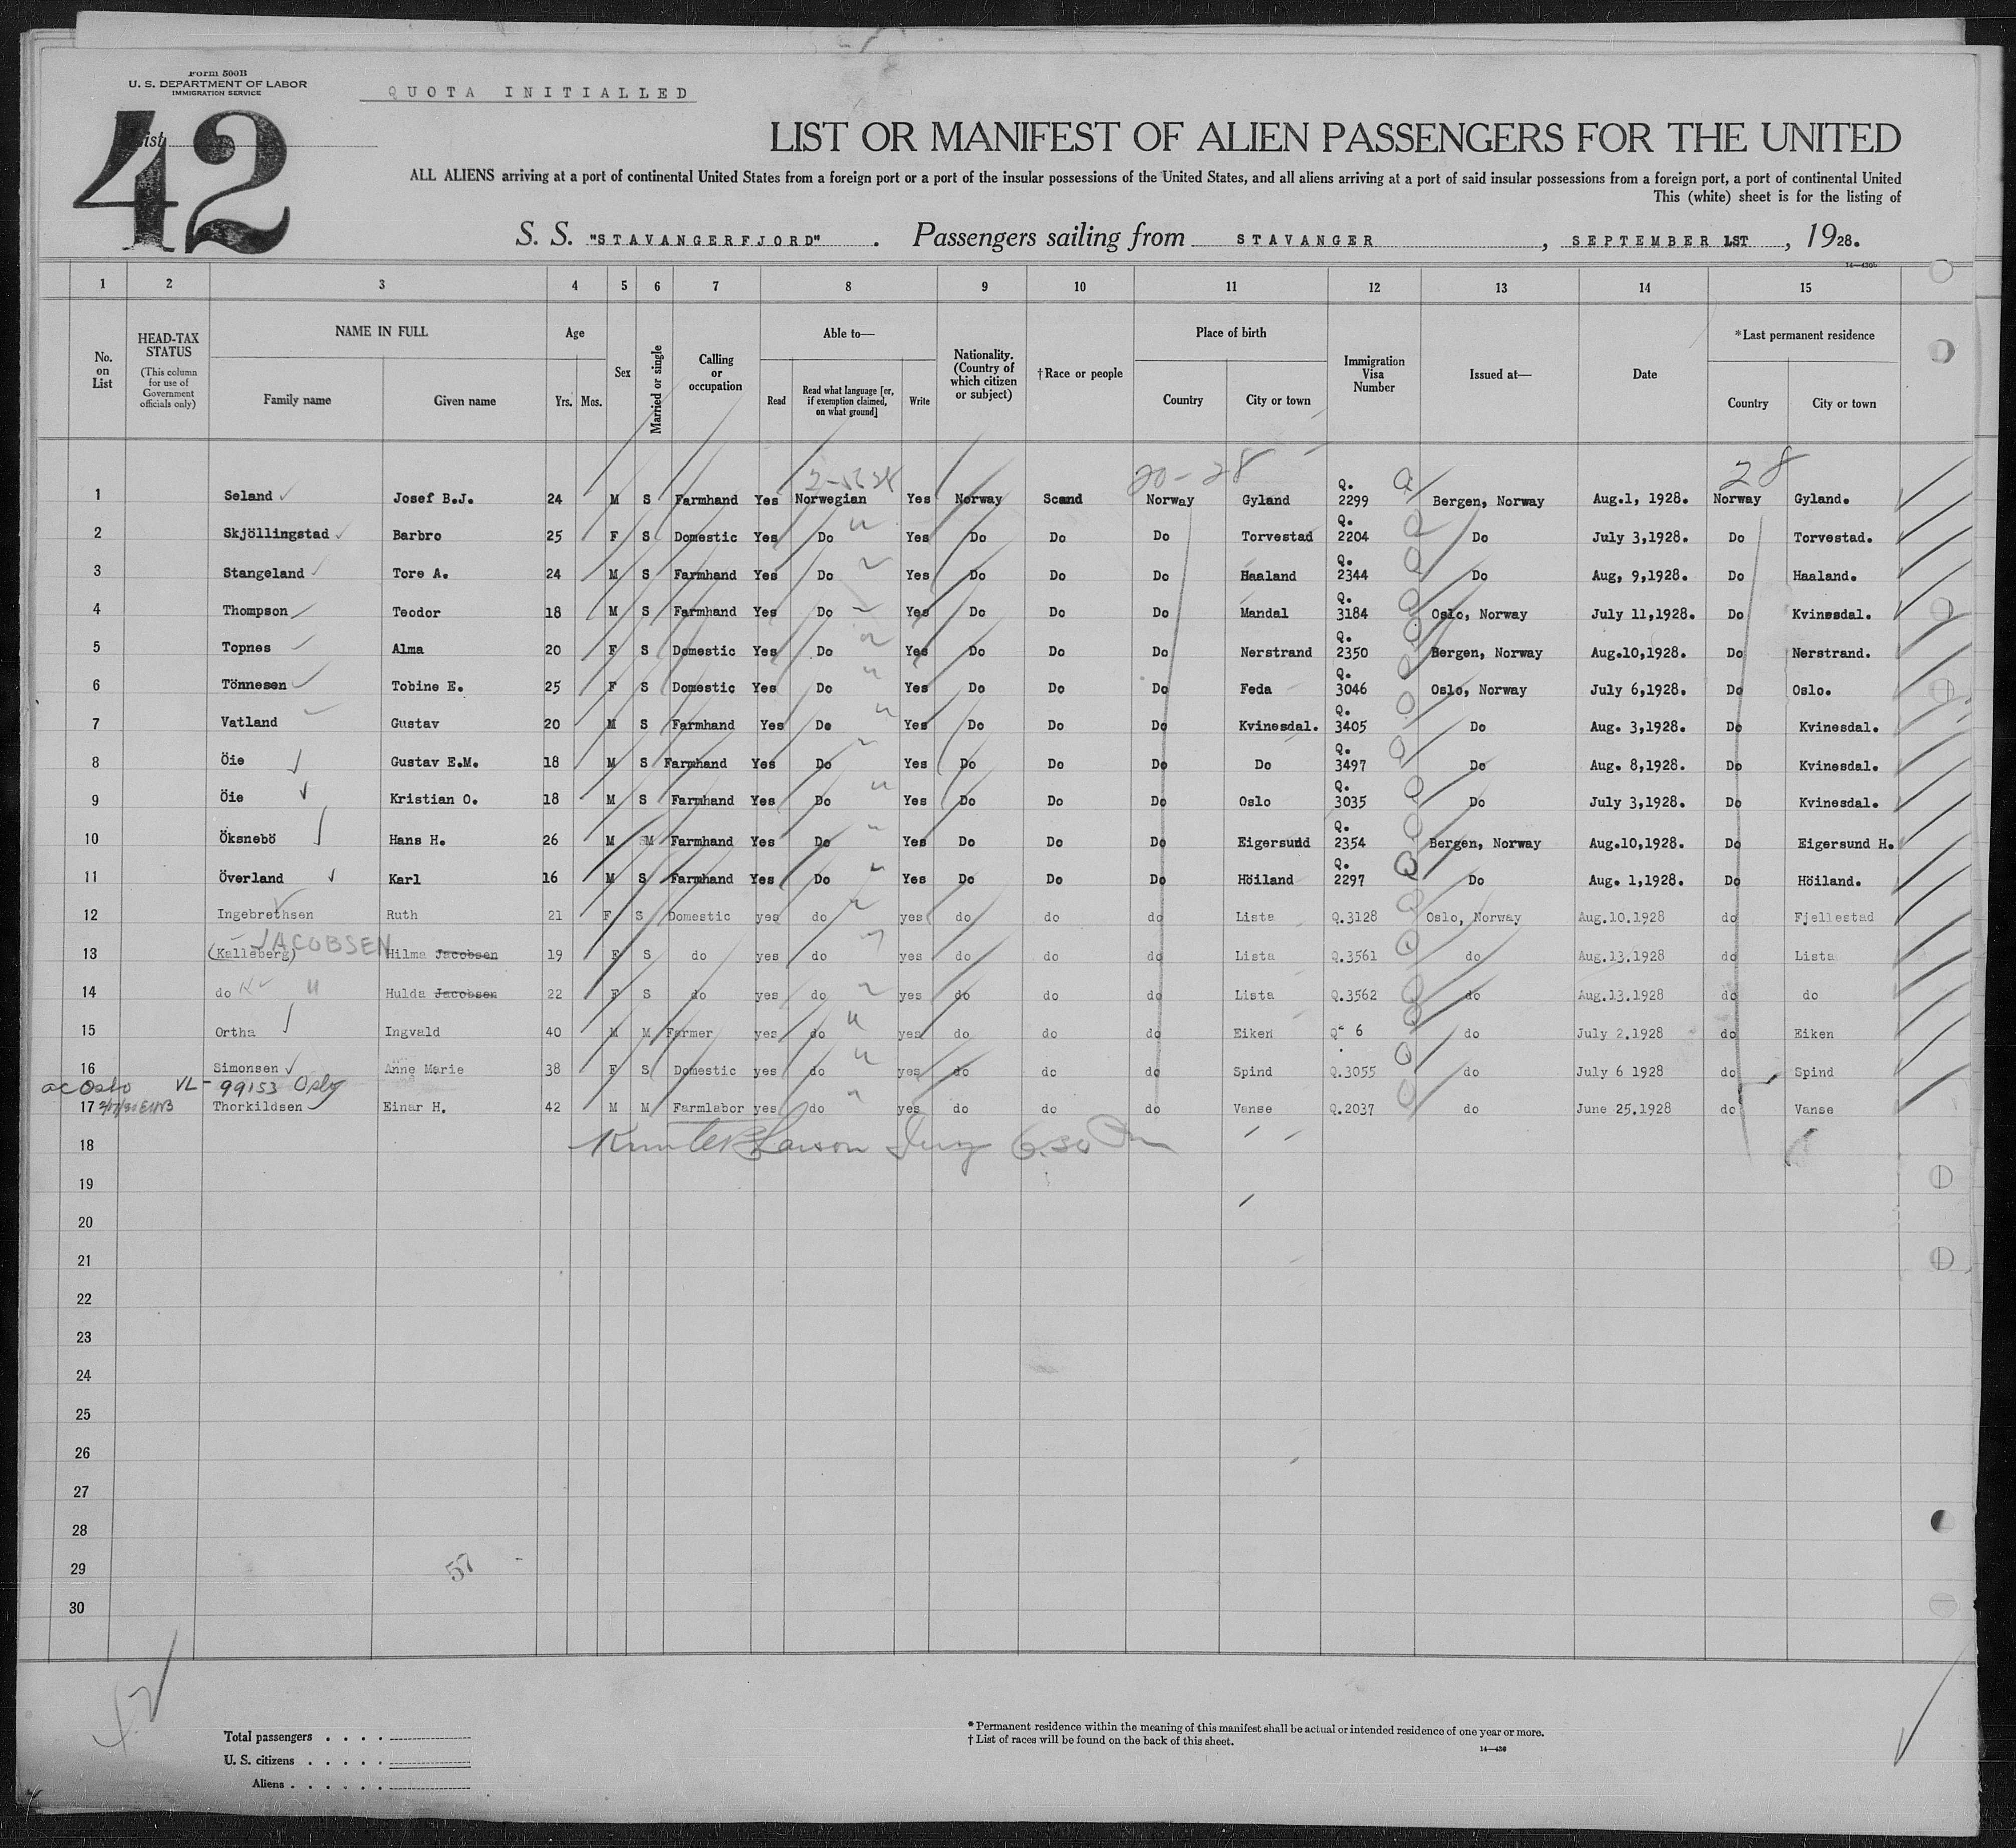 Form 500B
U. S. DEPARTMENT OF LABOR
IMMIGRATION SERVICE
QUOTA INITIALLED
List
42
LIST OR MANIFEST OF ALIEN PASSENGERS FOR THE UNITED
ALL ALIENS arriving at a port of continental United States from a foreign port or a port of the insular possessions of the United States, and all aliens arriving at a port of said insular possessions from a foreign port, a port of continental United
This (white) sheet is for the listing of
S. S. "STAVANGERFJORD". Passengers sailing from STAVANGER, SEPTEMBER 1ST, 1928.
1 2 3 4 5 6 7 8 9 10 11 12 13 14 15
No. on List
HEAD-TAX STATUS (This column for use of Government officials only)
NAME IN FULL Family name Given name
Age Yrs. Mos.
Sex
Married or single
Calling or occupation
Able to— Read Read what language [or, if exemption claimed, on what ground] Write
Nationality. (Country of which citizen or subject)
†Race or people
Place of birth Country City or town
Immigration Visa Number
Issued at—
Date
*Last permanent residence Country City or town
20-28 28
1 Seland Josef B.J. 24 M S Farmhand Yes Norwegian Yes Norway Scand Norway Gyland Q. 2299 Bergen, Norway Aug.1, 1928. Norway Gyland.
2 Skjöllingstad Barbro 25 F S Domestic Yes Do Yes Do Do Do Torvestad Q. 2204 Do July 3,1928. Do Torvestad.
3 Stangeland Tore A. 24 M S Farmhand Yes Do Yes Do Do Do Haaland Q. 2344 Do Aug, 9,1928. Do Haaland.
4 Thompson Teodor 18 M S Farmhand Yes Do Yes Do Do Do Mandal Q. 3184 Oslo, Norway July 11,1928. Do Kvinesdal.
5 Topnes Alma 20 F S Domestic Yes Do Yes Do Do Do Nerstrand Q. 2350 Bergen, Norway Aug.10,1928. Do Nerstrand.
6 Tönnesen Tobine E. 25 F S Domestic Yes Do Yes Do Do Do Feda Q. 3046 Oslo, Norway July 6,1928. Do Oslo.
7 Vatland Gustav 20 M S Farmhand Yes Do Yes Do Do Do Kvinesdal. Q. 3405 Do Aug. 3,1928. Do Kvinesdal.
8 Öie Gustav E.M. 18 M S Farmhand Yes Do Yes Do Do Do Do Q. 3497 Do Aug. 8,1928. Do Kvinesdal.
9 Öie Kristian O. 18 M S Farmhand Yes Do Yes Do Do Do Oslo Q. 3035 Do July 3,1928. Do Kvinesdal.
10 Öksnebö Hans H. 26 M M Farmhand Yes Do Yes Do Do Do Eigersund Q. 2354 Bergen, Norway Aug.10,1928. Do Eigersund H.
11 Överland Karl 16 M S Farmhand Yes Do Yes Do Do Do Höiland Q. 2297 Do Aug. 1,1928. Do Höiland.
12 Ingebrethsen Ruth 21 F S Domestic yes do yes do do do Lista Q.3128 Oslo, Norway Aug.10.1928 do Fjellestad
JACOBSEN
13 (Kalleberg) Hilma Jacobsen 19 F S do yes do yes do do do Lista Q.3561 do Aug.13.1928 do Lista
14 do Hulda Jacobsen 22 F S do yes do yes do do do Lista Q.3562 do Aug.13.1928 do do
15 Ortha Ingvald 40 M M Farmer yes do yes do do do Eiken Q- 6 do July 2.1928 do Eiken
16 Simonsen Anne Marie 38 F S Domestic yes do yes do do do Spind Q.3055 do July 6 1928 do Spind
Oslo VL-99153 Oslo
17 Thorkildsen Einar H. 42 M M Farmlabor yes do yes do do do Vanse Q.2037 do June 25.1928 do Vanse
18
19
20
21
22
23
24
25
26
27
28
29
30
57
Total passengers . . . .
U. S. citizens . . . . .
Aliens . . . . . .
* Permanent residence within the meaning of this manifest shall be actual or intended residence of one year or more.
† List of races will be found on the back of this sheet.
14—430